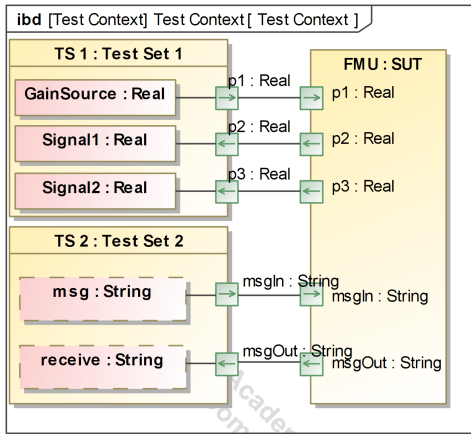 ibd [Test Context] Test Context [ Test Context ]
TS 1 : Test Set 1
GainSource : Real
Signal1 : Real
Signal2 : Real
p1 : Real
p2 : Real
p3 : Real
FMU : SUT
p1 : Real
p2 : Real
p3 : Real
TS 2 : Test Set 2
msg : String
receive : String
msgIn : String
msgOut : String
msgIn : String
msgOut : String